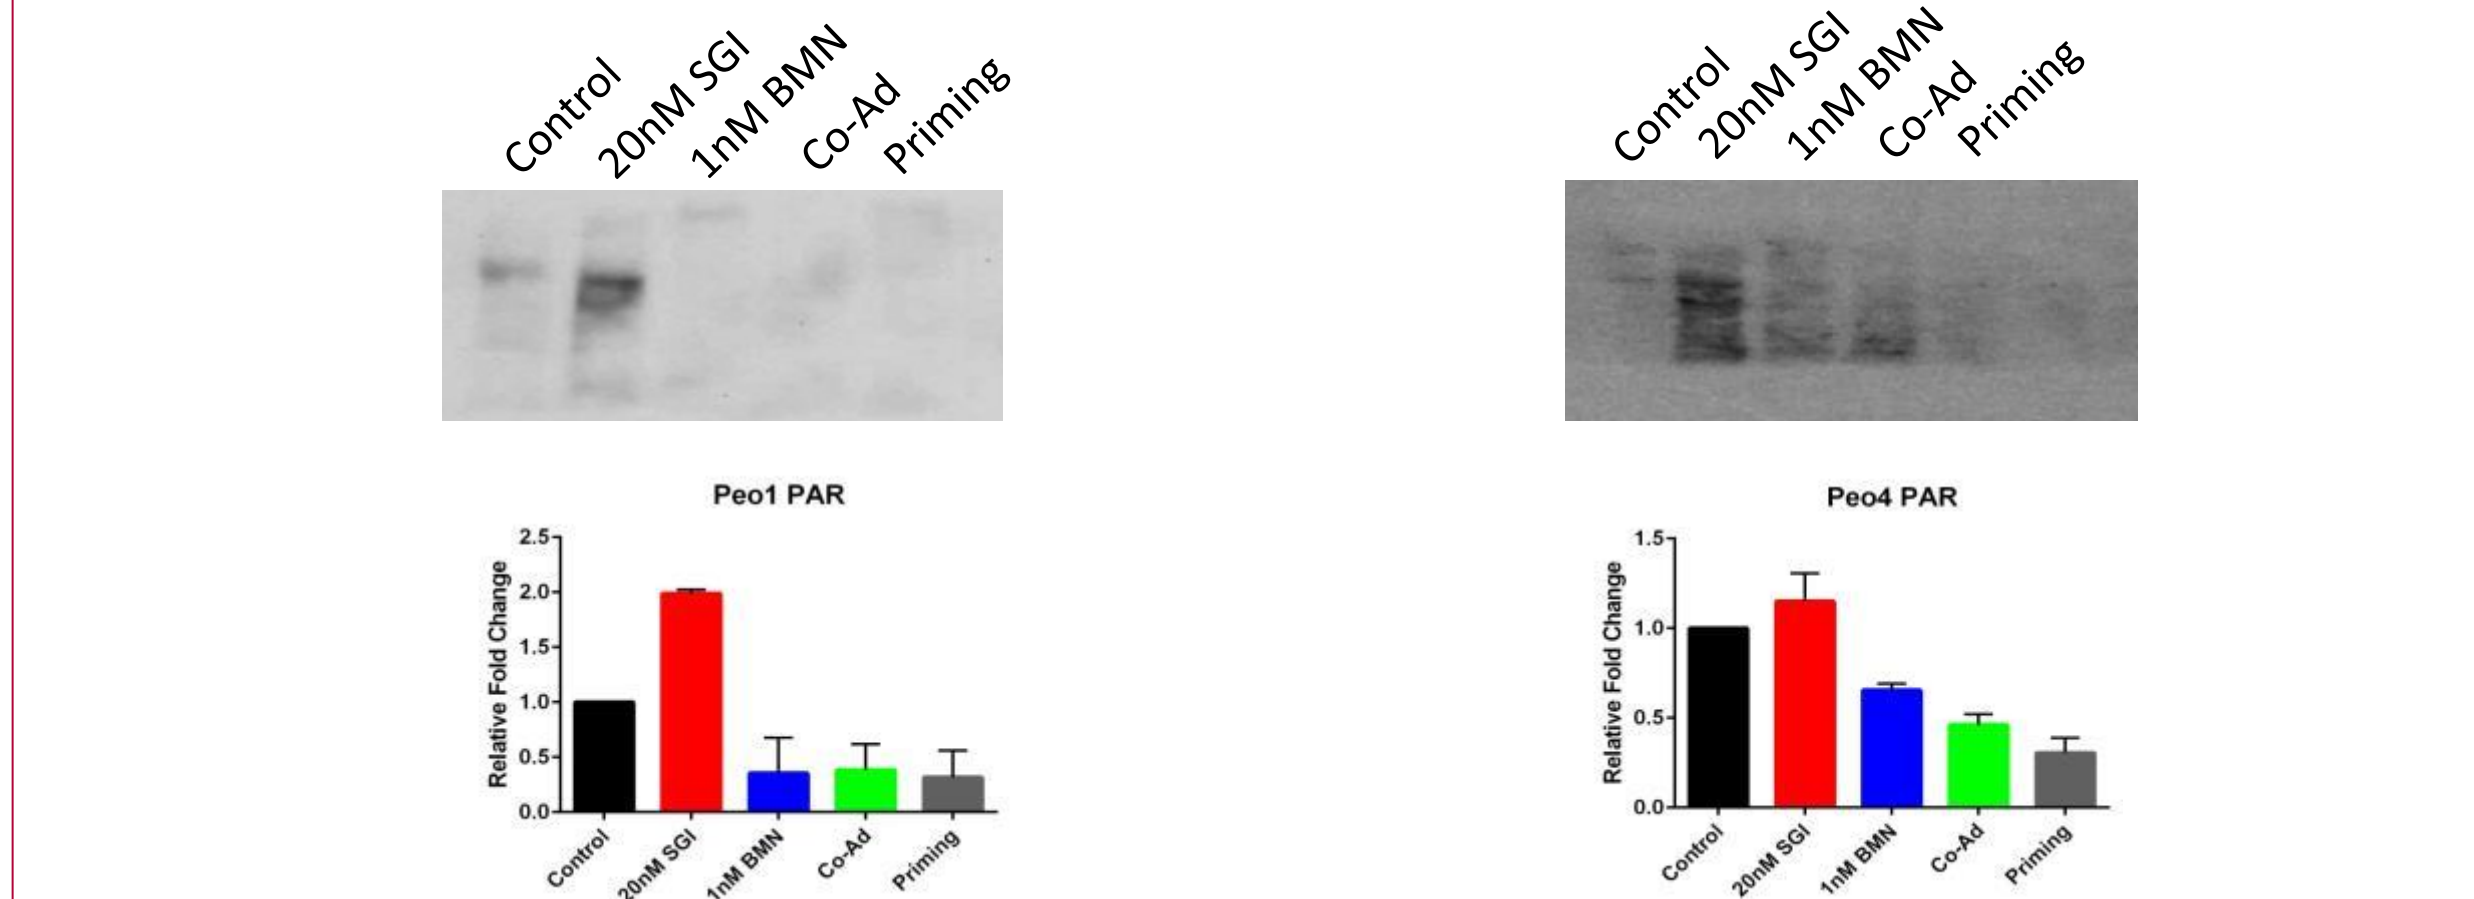 Control
20nM SGI
1nM BMN
Co-Ad
Priming
Control
20nM SGI
1nM BMN
Co-Ad
Priming
Peo1 PAR
Relative Fold Change
2.5
2.0
1.5
1.0
0.5
0.0
Control
20nM SGI
1nM BMN
Co-Ad
Priming
Peo4 PAR
Relative Fold Change
1.5
1.0
0.5
0.0
Control
20nM SGI
1nM BMN
Co-Ad
Priming